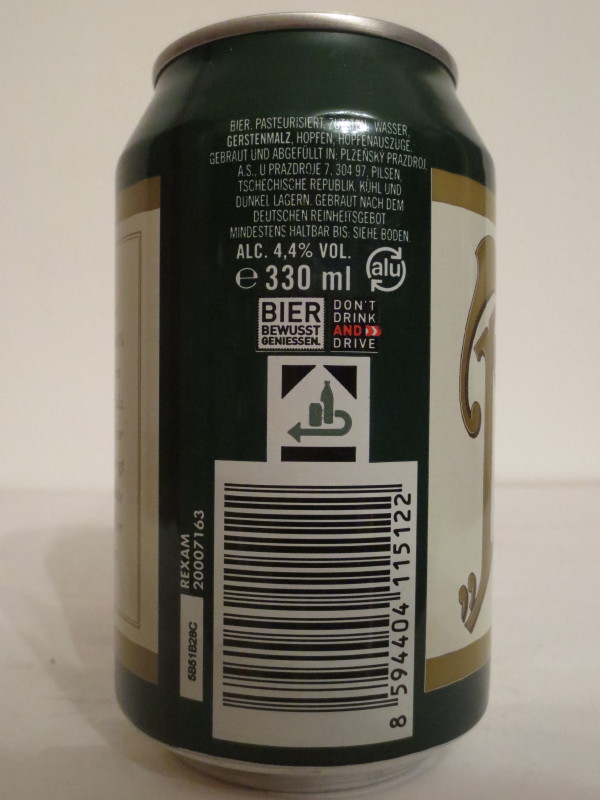 BIER, PASTEURISIERT, ZUTATEN: WASSER,
GERSTENMALZ, HOPFEN, HOPFENAUSZÜGE.
GEBRAUT UND ABGEFÜLLT IN: PLZEŇSKÝ PRAZDROJ,
A.S., U PRAZDROJE 7, 304 97, PILSEN,
TSCHECHISCHE REPUBLIK. KÜHL UND
DUNKEL LAGERN. GEBRAUT NACH DEM
DEUTSCHEN REINHEITSGEBOT
MINDESTENS HALTBAR BIS: SIEHE BODEN.
ALC. 4,4% VOL.
℮ 330 ml
alu
BIER
BEWUSST
GENIESSEN.
DON'T
DRINK
AND
DRIVE
REXAM
20007163
5B51B28C
8 594404 115122